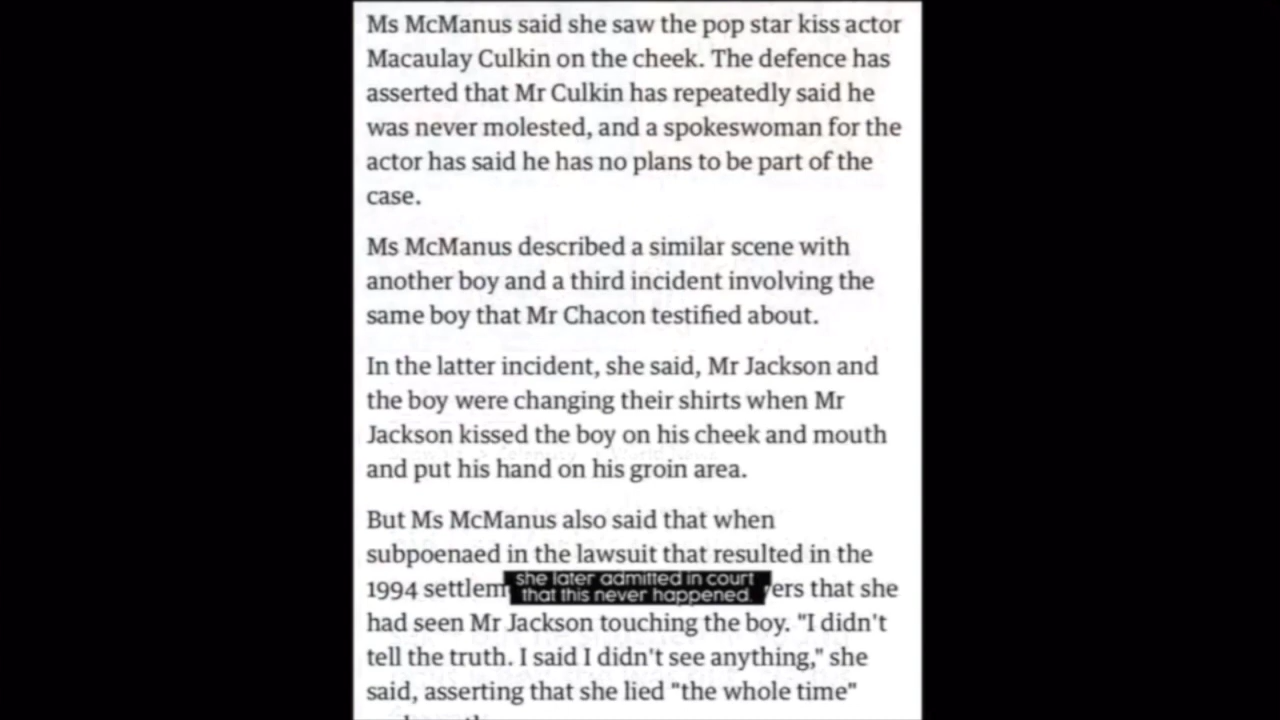 Ms McManus said she saw the pop star kiss actor
Macaulay Culkin on the cheek. The defence has
asserted that Mr Culkin has repeatedly said he
was never molested, and a spokeswoman for the
actor has said he has no plans to be part of the
case.
Ms McManus described a similar scene with
another boy and a third incident involving the
same boy that Mr Chacon testified about.
In the latter incident, she said, Mr Jackson and
the boy were changing their shirts when Mr
Jackson kissed the boy on his cheek and mouth
and put his hand on his groin area.
But Ms McManus also said that when
subpoenaed in the lawsuit that resulted in the
1994 settlem she later admitted in court
that this never happened. ers that she
had seen Mr Jackson touching the boy. "I didn't
tell the truth. I said I didn't see anything," she
said, asserting that she lied "the whole time"